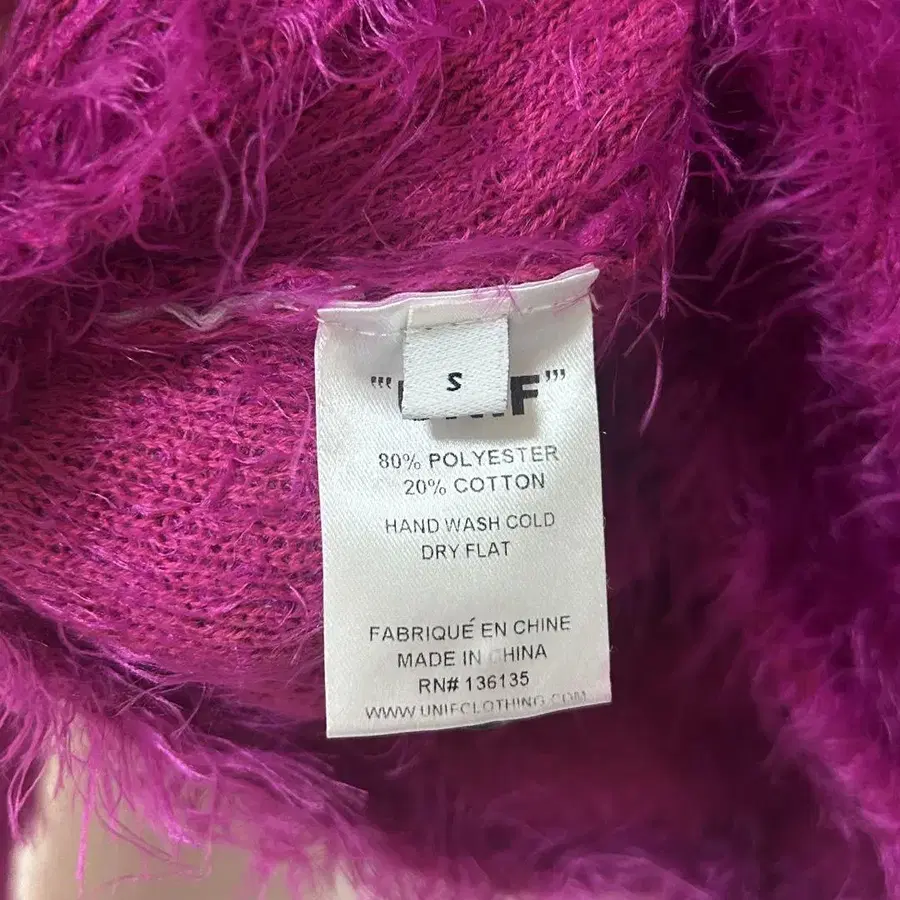 S
80% POLYESTER
20% COTTON
HAND WASH COLD
DRY FLAT
FABRIQUÉ EN CHINE
MADE IN CHINA
RN# 136135
WWW.UNIFCLOTHING.COM